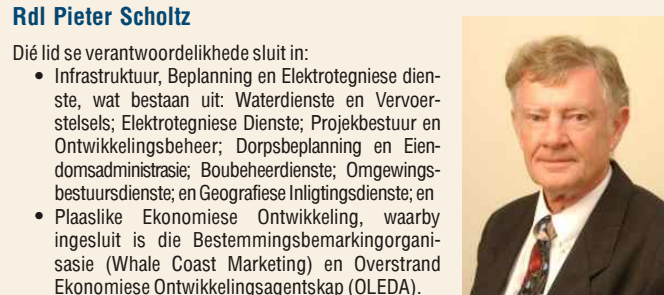 Rdl Pieter Scholtz
Dié lid se verantwoordelikhede sluit in:
• Infrastruktuur, Beplanning en Elektrotegniese dien-
ste, wat bestaan uit: Waterdienste en Vervoer-
stelsels; Elektrotegniese Dienste; Projekbestuur en
Ontwikkelingsbeheer; Dorpsbeplanning en Eien-
domsadministrasie; Boubeheerdienste; Omgewings-
bestuursdienste; en Geografiese Inligtingsdienste; en
• Plaaslike Ekonomiese Ontwikkeling, waarby
ingesluit is die Bestemmingsbemarkingorgani-
sasie (Whale Coast Marketing) en Overstrand
Ekonomiese Ontwikkelingsagentskap (OLEDA).